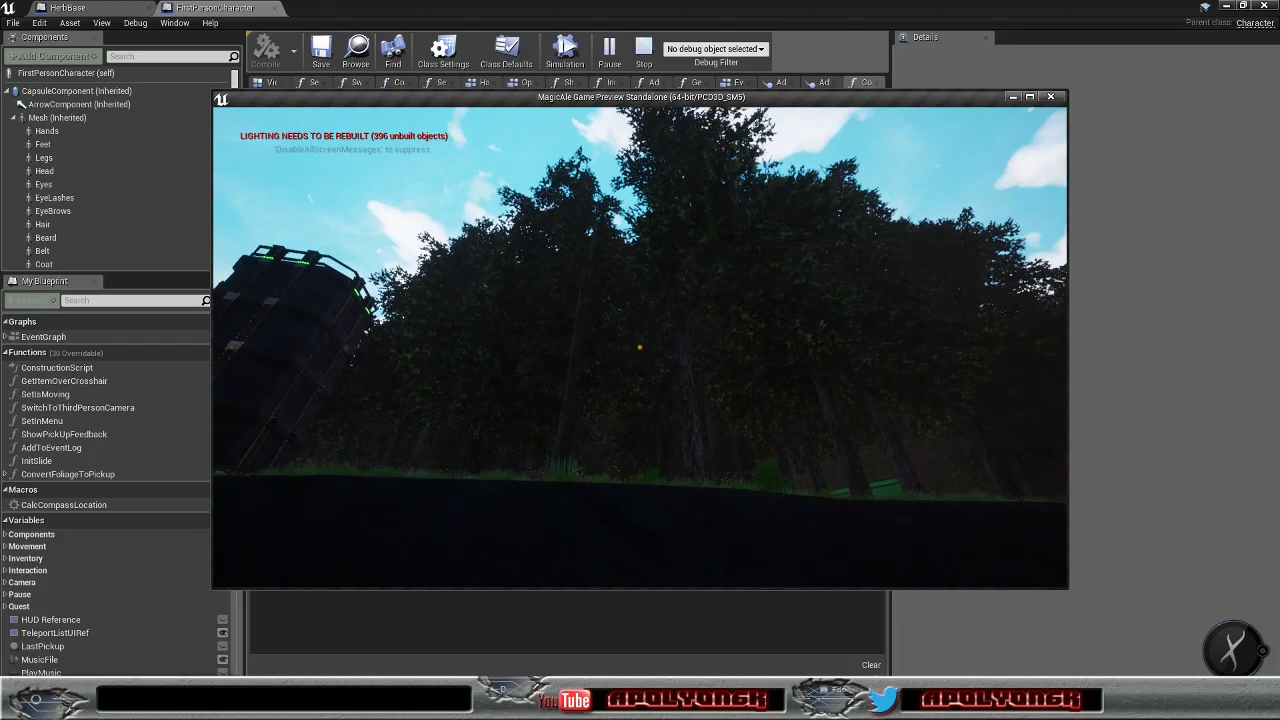 HerbBase
FirstPersonCharacter
File Edit Asset View Debug Window Help
Parent class: Character
Components
Add Component
Search
Compile
Save
Browse
Find
Class Settings
Class Defaults
Simulation
Pause
Stop
No debug object selected
Debug Filter
Details
FirstPersonCharacter (self)
CapsuleComponent (Inherited)
ArrowComponent (Inherited)
Mesh (Inherited)
Hands
Feet
Legs
Head
Eyes
EyeLashes
EyeBrows
Hair
Beard
Belt
Coat
My Blueprint
Search
Graphs
EventGraph
Functions (30 Overridable)
ConstructionScript
GetItemOverCrosshair
SetIsMoving
SwitchToThirdPersonCamera
SetInMenu
ShowPickUpFeedback
AddToEventLog
InitSlide
ConvertFoliageToPickup
Macros
CalcCompassLocation
Variables
Components
Movement
Inventory
Interaction
Camera
Pause
Quest
HUD Reference
TeleportListUIRef
LastPickup
MusicFile
PlayMusic
MagicAle Game Preview Standalone (64-bit/PCD3D_SM5)
LIGHTING NEEDS TO BE REBUILT (396 unbuilt objects)
'DisableAllScreenMessages' to suppress
Clear
YouTube
APOLYONGK
APOLYONGK